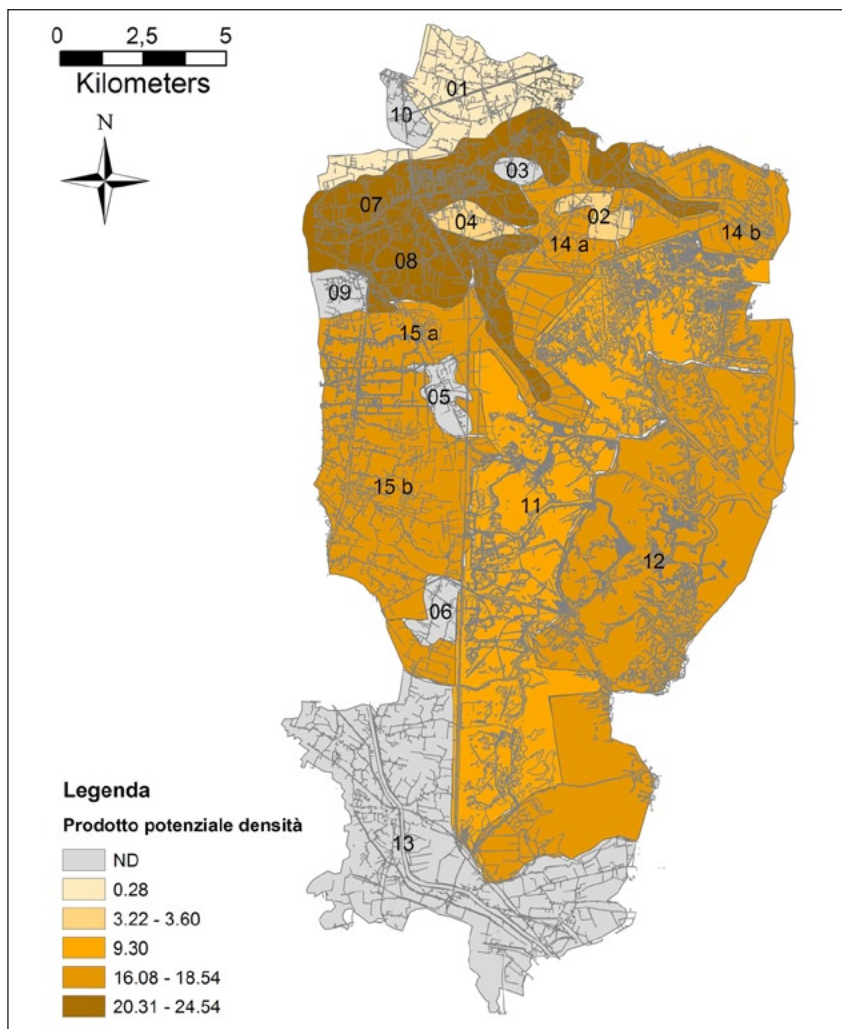 0 2,5 5
Kilometers
N
01
10
03
07
04
02
14 a
14 b
08
09
15 a
05
15 b
11
12
06
13
Legenda
Prodotto potenziale densità
ND
0.28
3.22 - 3.60
9.30
16.08 - 18.54
20.31 - 24.54